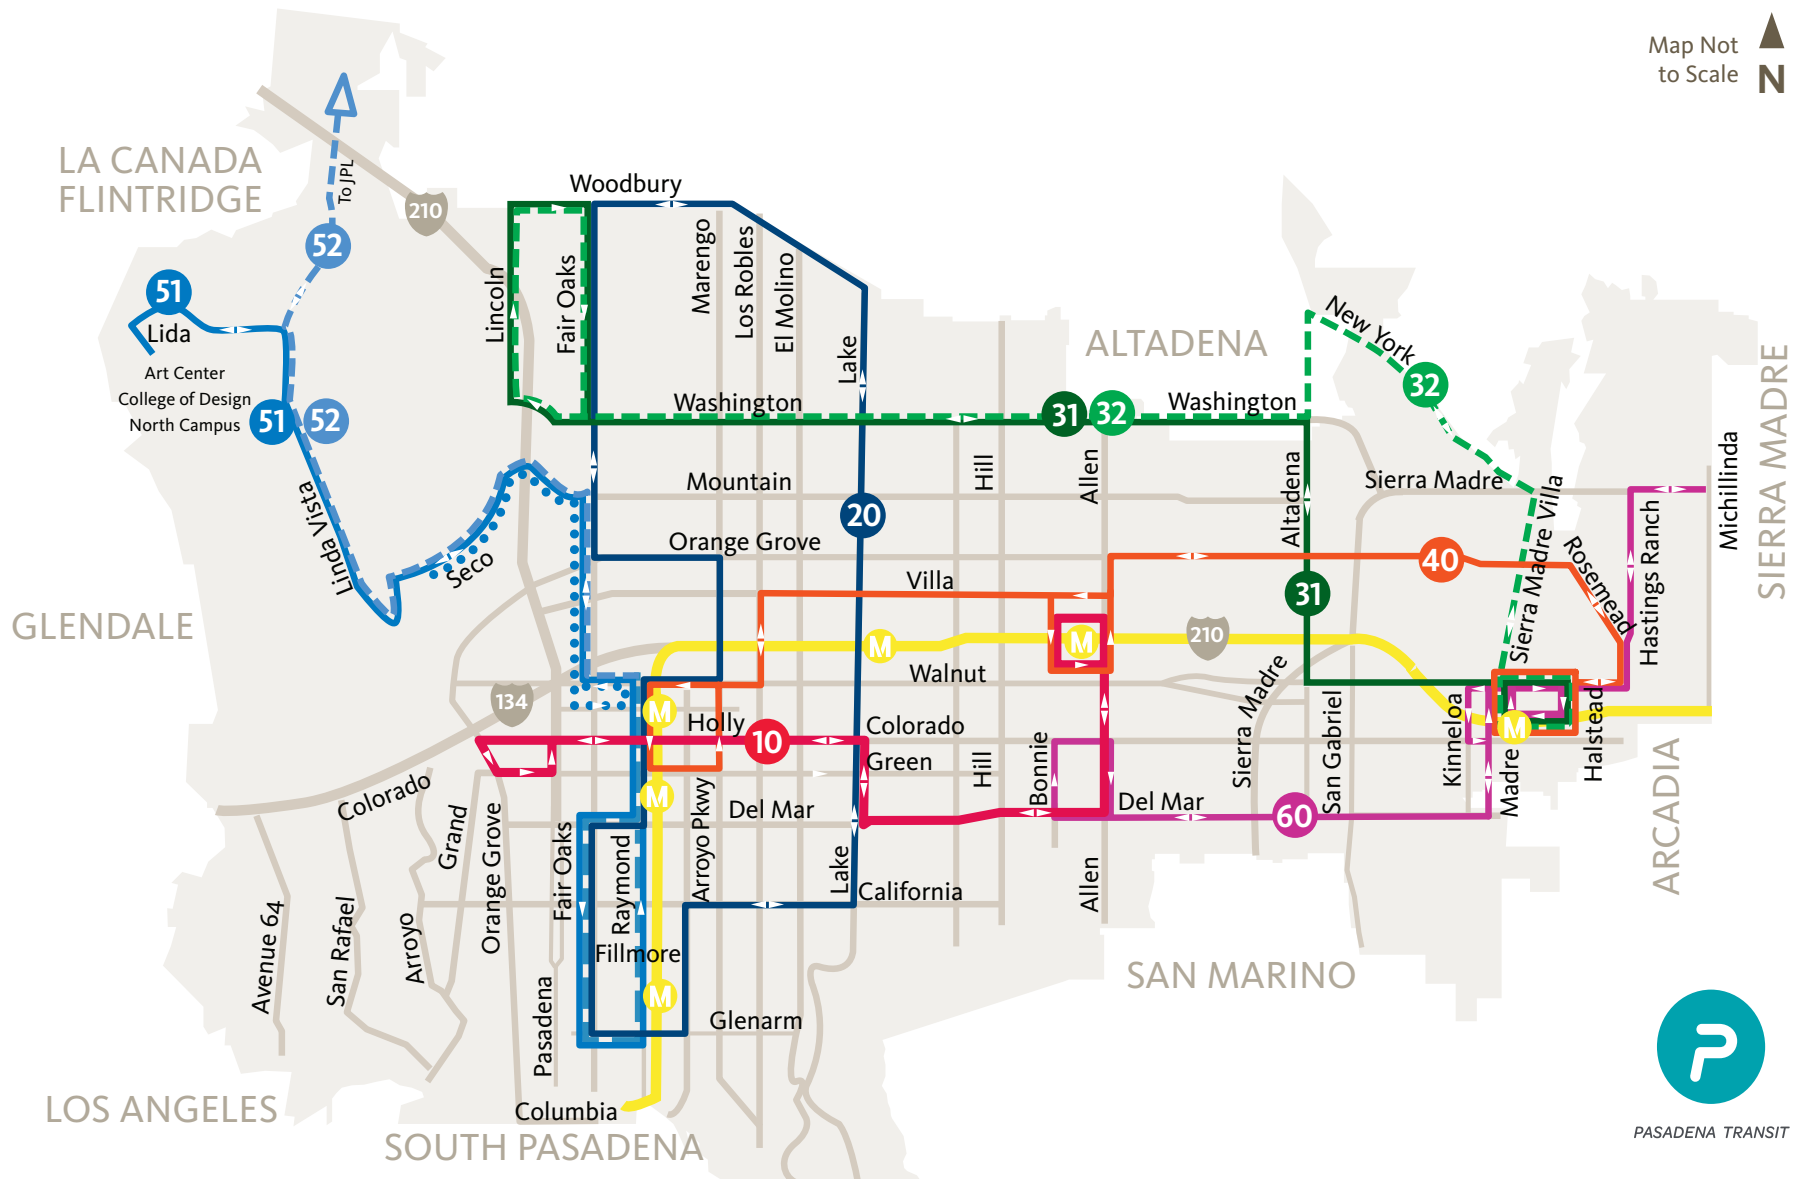 Map Not
to Scale
N
LA CANADA
FLINTRIDGE
To JPL
210
52
51
Lida
Art Center
College of Design
North Campus
51
52
Woodbury
Lincoln
Fair Oaks
Marengo
Los Robles
El Molino
Lake
ALTADENA
New York
32
SIERRA MADRE
Washington
31
32
Washington
Linda Vista
Seco
Mountain
20
Hill
Allen
Altadena
Sierra Madre
Sierra Madre Villa
Michillinda
Hastings Ranch
Rosemead
Orange Grove
Villa
40
31
GLENDALE
M
M
210
Walnut
134
M
Holly
10
Colorado
Green
Sierra Madre
San Gabriel
Kinneloa
M
Madre
Halstead
ARCADIA
Colorado
Grand
Orange Grove
M
Arroyo Pkwy
Del Mar
Hill
Bonnie
Del Mar
60
Fair Oaks
Raymond
Lake
California
Allen
Avenue 64
San Rafael
Arroyo
Fillmore
M
Pasadena
Glenarm
SAN MARINO
P
LOS ANGELES
Columbia
SOUTH PASADENA
PASADENA TRANSIT